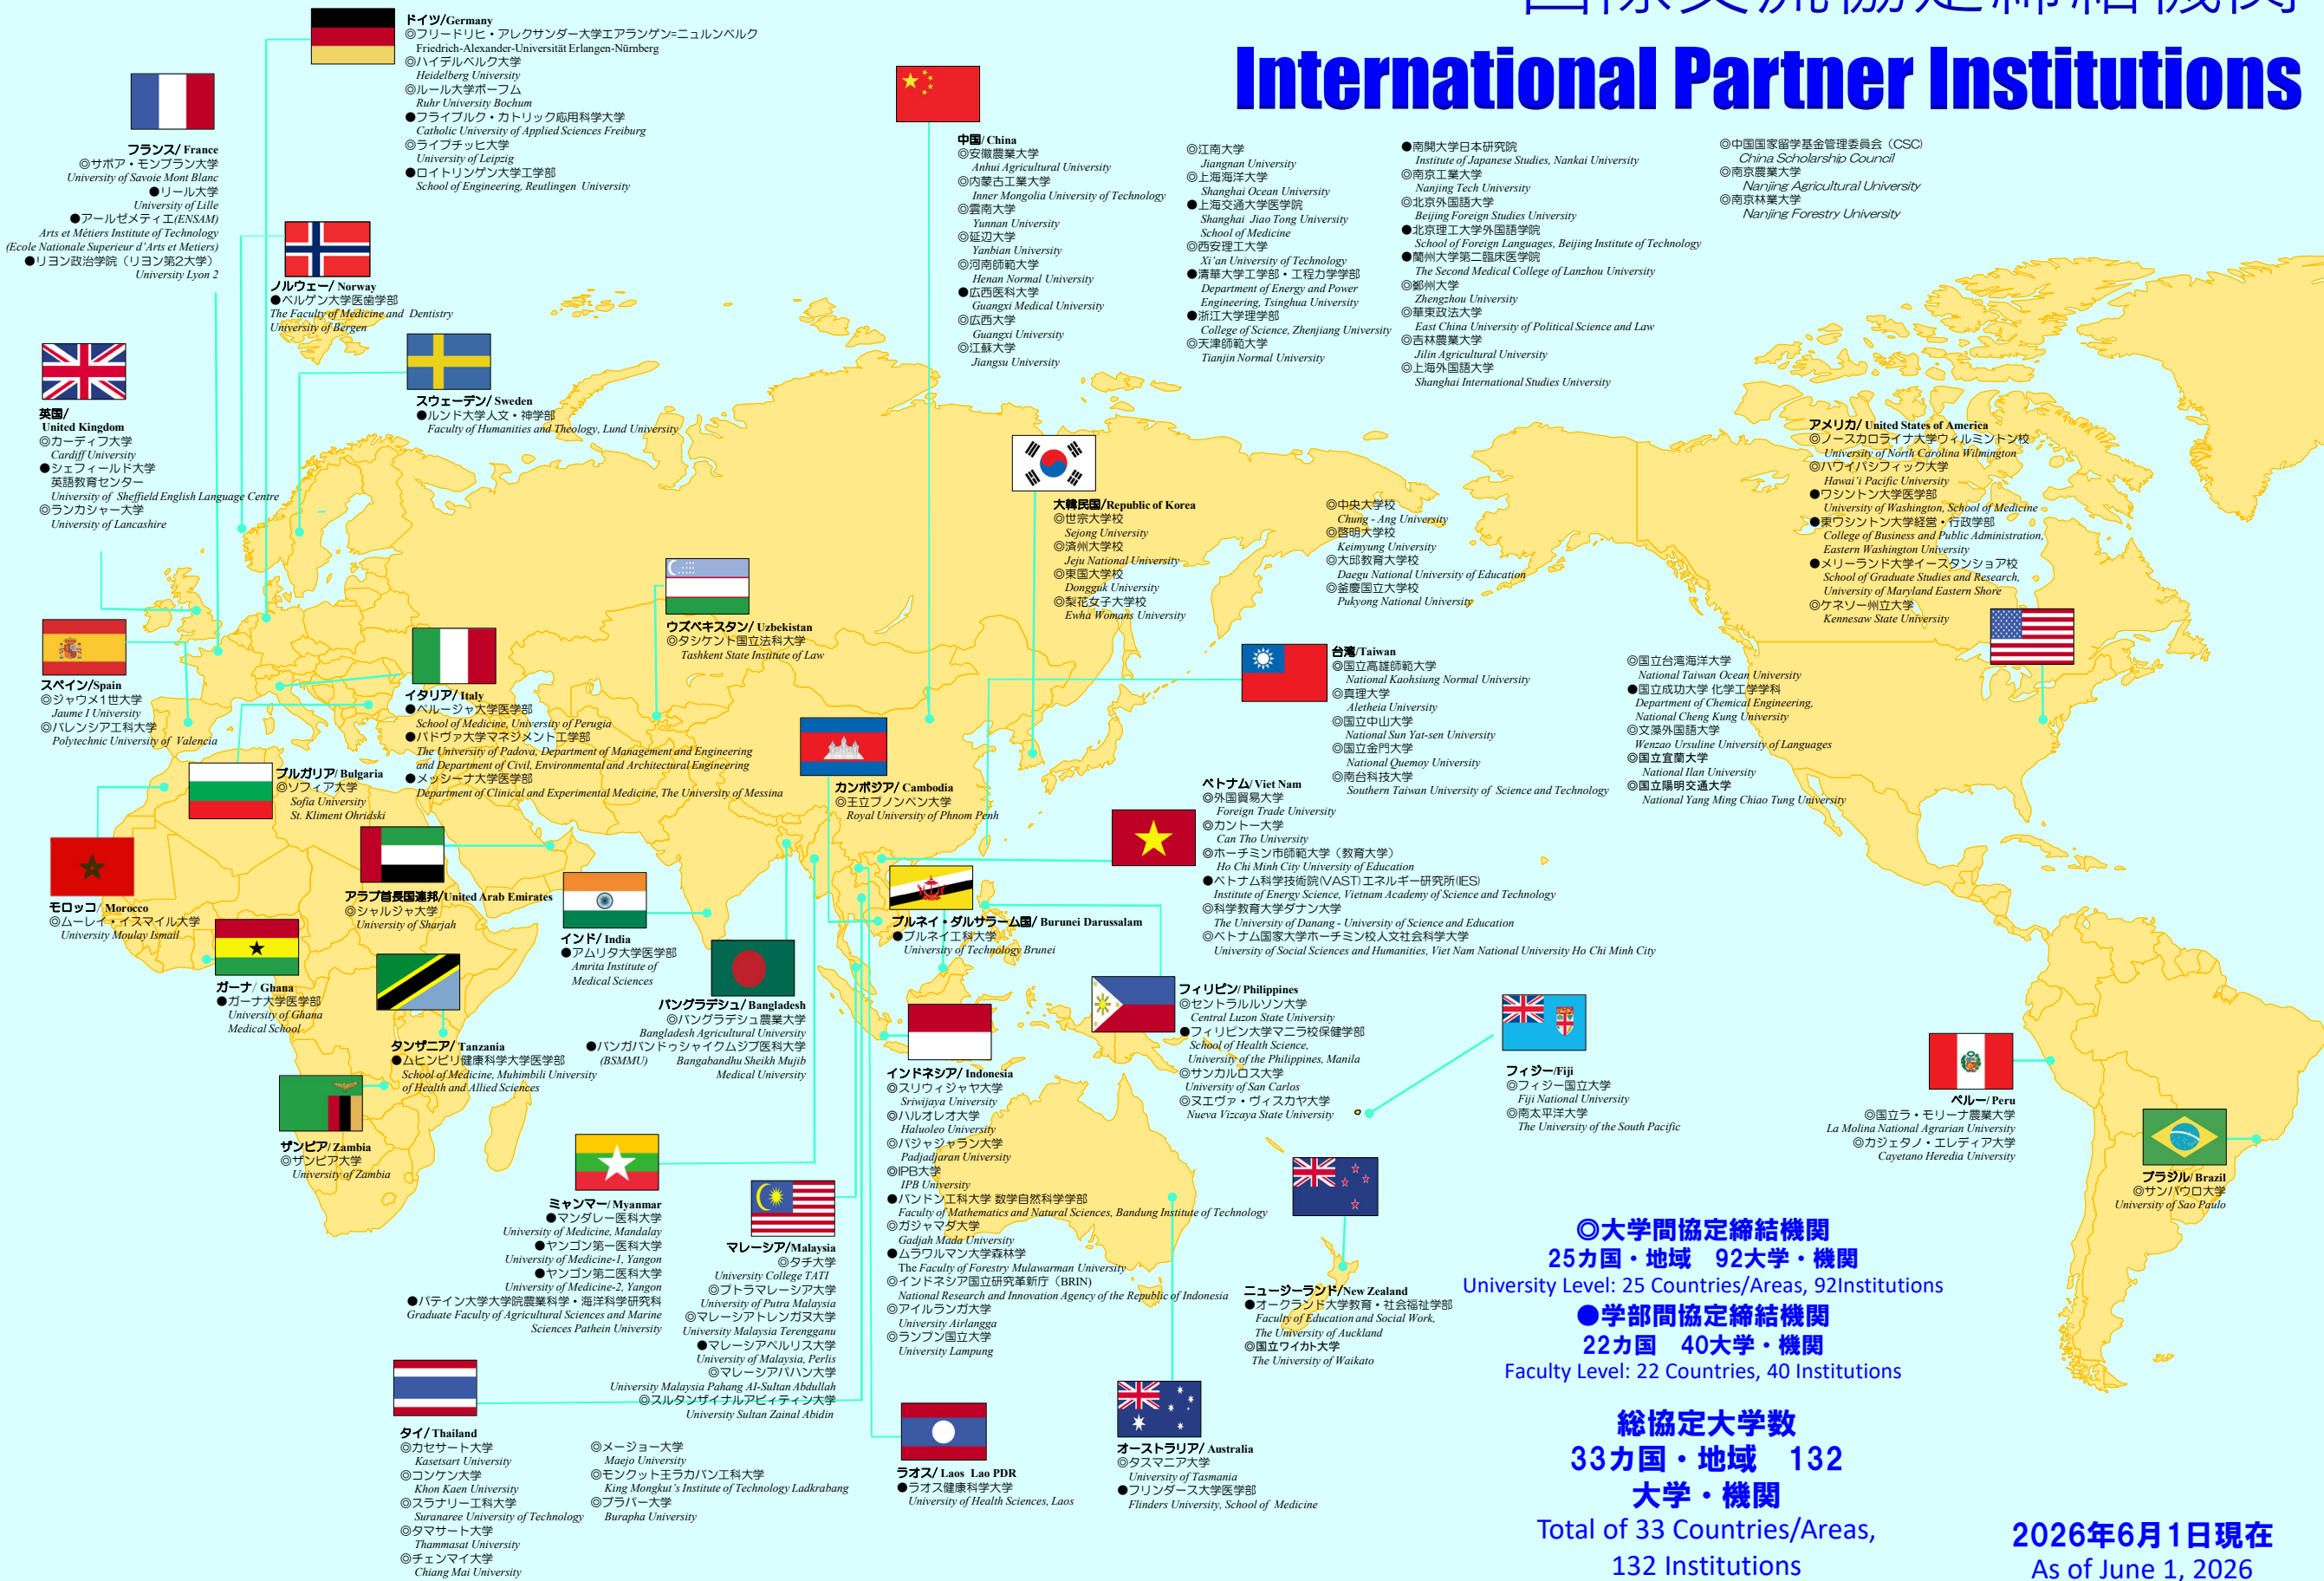 国際交流協定締結機関
International Partner Institutions
ドイツ/Germany
◎フリードリヒ・アレクサンダー大学エアランゲン=ニュルンベルク
Friedrich-Alexander-Universität Erlangen-Nürnberg
◎ハイデルベルク大学
Heidelberg University
◎ルール大学ボーフム
Ruhr University Bochum
●フライブルク・カトリック応用科学大学
Catholic University of Applied Sciences Freiburg
◎ライプチッヒ大学
University of Leipzig
●ロイトリンゲン大学工学部
School of Engineering, Reutlingen University
フランス/ France
◎サボア・モンブラン大学
University of Savoie Mont Blanc
●リール大学
University of Lille
●アールゼメティエ(ENSAM)
Arts et Métiers Institute of Technology
(Ecole Nationale Superieur d'Arts et Metiers)
●リヨン政治学院（リヨン第2大学）
University Lyon 2
ノルウェー/ Norway
●ベルゲン大学医歯学部
The Faculty of Medicine and Dentistry
University of Bergen
スウェーデン/ Sweden
●ルンド大学人文・神学部
Faculty of Humanities and Theology, Lund University
英国/
United Kingdom
◎カーディフ大学
Cardiff University
●シェフィールド大学
英語教育センター
University of Sheffield English Language Centre
◎ランカシャー大学
University of Lancashire
スペイン/Spain
◎ジャウメ1世大学
Jaume I University
◎バレンシア工科大学
Polytechnic University of Valencia
イタリア/ Italy
●ペルージャ大学医学部
School of Medicine, University of Perugia
●パドヴァ大学マネジメント工学部
The University of Padova, Department of Management and Engineering
and Department of Civil, Environmental and Architectural Engineering
●メッシーナ大学医学部
Department of Clinical and Experimental Medicine, The University of Messina
ブルガリア/ Bulgaria
◎ソフィア大学
Sofia University
St. Kliment Ohridski
ウズベキスタン/ Uzbekistan
◎タシケント国立法科大学
Tashkent State Institute of Law
中国/ China
◎安徽農業大学
Anhui Agricultural University
◎内蒙古工業大学
Inner Mongolia University of Technology
◎雲南大学
Yunnan University
◎延辺大学
Yanbian University
◎河南師範大学
Henan Normal University
●広西医科大学
Guangxi Medical University
◎広西大学
Guangxi University
◎江蘇大学
Jiangsu University
◎江南大学
Jiangnan University
◎上海海洋大学
Shanghai Ocean University
●上海交通大学医学院
Shanghai Jiao Tong University
School of Medicine
◎西安理工大学
Xi'an University of Technology
●清華大学工学部・工程力学学部
Department of Energy and Power
Engineering, Tsinghua University
●浙江大学理学部
College of Science, Zhenjiang University
◎天津師範大学
Tianjin Normal University
●南開大学日本研究院
Institute of Japanese Studies, Nankai University
◎南京工業大学
Nanjing Tech University
◎北京外国語大学
Beijing Foreign Studies University
●北京理工大学外国語学院
School of Foreign Languages, Beijing Institute of Technology
●蘭州大学第二臨床医学院
The Second Medical College of Lanzhou University
◎鄭州大学
Zhengzhou University
◎華東政法大学
East China University of Political Science and Law
◎吉林農業大学
Jilin Agricultural University
◎上海外国語大学
Shanghai International Studies University
◎中国国家留学基金管理委員会（CSC）
China Scholarship Council
◎南京農業大学
Nanjing Agricultural University
◎南京林業大学
Nanjing Forestry University
大韓民国/Republic of Korea
◎世宗大学校
Sejong University
◎済州大学校
Jeju National University
◎東国大学校
Dongguk University
◎梨花女子大学校
Ewha Womans University
◎中央大学校
Chung - Ang University
◎啓明大学校
Keimyung University
◎大邱教育大学校
Daegu National University of Education
◎釜慶国立大学校
Pukyong National University
アメリカ/ United States of America
◎ノースカロライナ大学ウィルミントン校
University of North Carolina Wilmington
◎ハワイパシフィック大学
Hawai'i Pacific University
●ワシントン大学医学部
University of Washington, School of Medicine
●東ワシントン大学経営・行政学部
College of Business and Public Administration,
Eastern Washington University
●メリーランド大学イースタンショア校
School of Graduate Studies and Research,
University of Maryland Eastern Shore
◎ケネソー州立大学
Kennesaw State University
台湾/Taiwan
◎国立高雄師範大学
National Kaohsiung Normal University
◎真理大学
Aletheia University
◎国立中山大学
National Sun Yat-sen University
◎国立金門大学
National Quemoy University
◎南台科技大学
Southern Taiwan University of Science and Technology
◎国立台湾海洋大学
National Taiwan Ocean University
●国立成功大学 化学工学学科
Department of Chemical Engineering,
National Cheng Kung University
◎文藻外国語大学
Wenzao Ursuline University of Languages
◎国立宜蘭大学
National Ilan University
◎国立陽明交通大学
National Yang Ming Chiao Tung University
カンボジア/ Cambodia
◎王立プノンペン大学
Royal University of Phnom Penh
ベトナム/ Viet Nam
◎外国貿易大学
Foreign Trade University
◎カントー大学
Can Tho University
◎ホーチミン市師範大学（教育大学）
Ho Chi Minh City University of Education
●ベトナム科学技術院(VAST)エネルギー研究所(IES)
Institute of Energy Science, Vietnam Academy of Science and Technology
◎科学教育大学ダナン大学
The University of Danang - University of Science and Education
◎ベトナム国家大学ホーチミン校人文社会科学大学
University of Social Sciences and Humanities, Viet Nam National University Ho Chi Minh City
モロッコ/ Morocco
◎ムーレイ・イスマイル大学
University Moulay Ismail
アラブ首長国連邦/United Arab Emirates
◎シャルジャ大学
University of Sharjah
ガーナ/ Ghana
●ガーナ大学医学部
University of Ghana
Medical School
タンザニア/ Tanzania
●ムヒンビリ健康科学大学医学部
School of Medicine, Muhimbili University
of Health and Allied Sciences
ザンビア/ Zambia
◎ザンビア大学
University of Zambia
インド/ India
●アムリタ大学医学部
Amrita Institute of
Medical Sciences
バングラデシュ/ Bangladesh
◎バングラデシュ農業大学
Bangladesh Agricultural University
●バンガバンドゥシャイクムジブ医科大学
(BSMMU) Bangabandhu Sheikh Mujib
Medical University
ブルネイ・ダルサラーム国/ Burunei Darussalam
●ブルネイ工科大学
University of Technology Brunei
フィリピン/ Philippines
◎セントラルルソン大学
Central Luzon State University
●フィリピン大学マニラ校保健学部
School of Health Science,
University of the Philippines, Manila
◎サンカルロス大学
University of San Carlos
◎ヌエヴァ・ヴィスカヤ大学
Nueva Vizcaya State University
インドネシア/ Indonesia
◎スリウィジャヤ大学
Sriwijaya University
◎ハルオレオ大学
Haluoleo University
◎パジャジャラン大学
Padjadjaran University
◎IPB大学
IPB University
●バンドン工科大学 数学自然科学学部
Faculty of Mathematics and Natural Sciences, Bandung Institute of Technology
◎ガジャマダ大学
Gadjah Mada University
●ムラワルマン大学森林学
The Faculty of Forestry Mulawarman University
◎インドネシア国立研究革新庁（BRIN）
National Research and Innovation Agency of the Republic of Indonesia
◎アイルランガ大学
University Airlangga
◎ランプン国立大学
University Lampung
フィジー/Fiji
◎フィジー国立大学
Fiji National University
◎南太平洋大学
The University of the South Pacific
ペルー/ Peru
◎国立ラ・モリーナ農業大学
La Molina National Agrarian University
◎カジェタノ・エレディア大学
Cayetano Heredia University
ブラジル/ Brazil
◎サンパウロ大学
University of Sao Paulo
ミャンマー/ Myanmar
●マンダレー医科大学
University of Medicine, Mandalay
●ヤンゴン第一医科大学
University of Medicine-1, Yangon
●ヤンゴン第二医科大学
University of Medicine-2, Yangon
●パテイン大学大学院農業科学・海洋科学研究科
Graduate Faculty of Agricultural Sciences and Marine
Sciences Pathein University
マレーシア/Malaysia
◎タチ大学
University College TATI
◎プトラマレーシア大学
University of Putra Malaysia
◎マレーシアトレンガヌ大学
University Malaysia Terengganu
●マレーシアペルリス大学
University of Malaysia, Perlis
◎マレーシアパハン大学
University Malaysia Pahang AI-Sultan Abdullah
◎スルタンザイナルアビィティン大学
University Sultan Zainal Abidin
タイ/ Thailand
◎カセサート大学
Kasetsart University
◎コンケン大学
Khon Kaen University
◎スラナリー工科大学
Suranaree University of Technology
◎タマサート大学
Thammasat University
◎チェンマイ大学
Chiang Mai University
◎メージョー大学
Maejo University
◎モンクット王ラカバン工科大学
King Mongkut's Institute of Technology Ladkrabang
◎ブラパー大学
Burapha University
ラオス/ Laos Lao PDR
●ラオス健康科学大学
University of Health Sciences, Laos
オーストラリア/ Australia
◎タスマニア大学
University of Tasmania
●フリンダース大学医学部
Flinders University, School of Medicine
ニュージーランド/New Zealand
●オークランド大学教育・社会福祉学部
Faculty of Education and Social Work,
The University of Auckland
◎国立ワイカト大学
The University of Waikato
◎大学間協定締結機関
25カ国・地域 92大学・機関
University Level: 25 Countries/Areas, 92Institutions
●学部間協定締結機関
22カ国 40大学・機関
Faculty Level: 22 Countries, 40 Institutions
総協定大学数
33カ国・地域 132
大学・機関
Total of 33 Countries/Areas,
132 Institutions
2026年6月1日現在
As of June 1, 2026